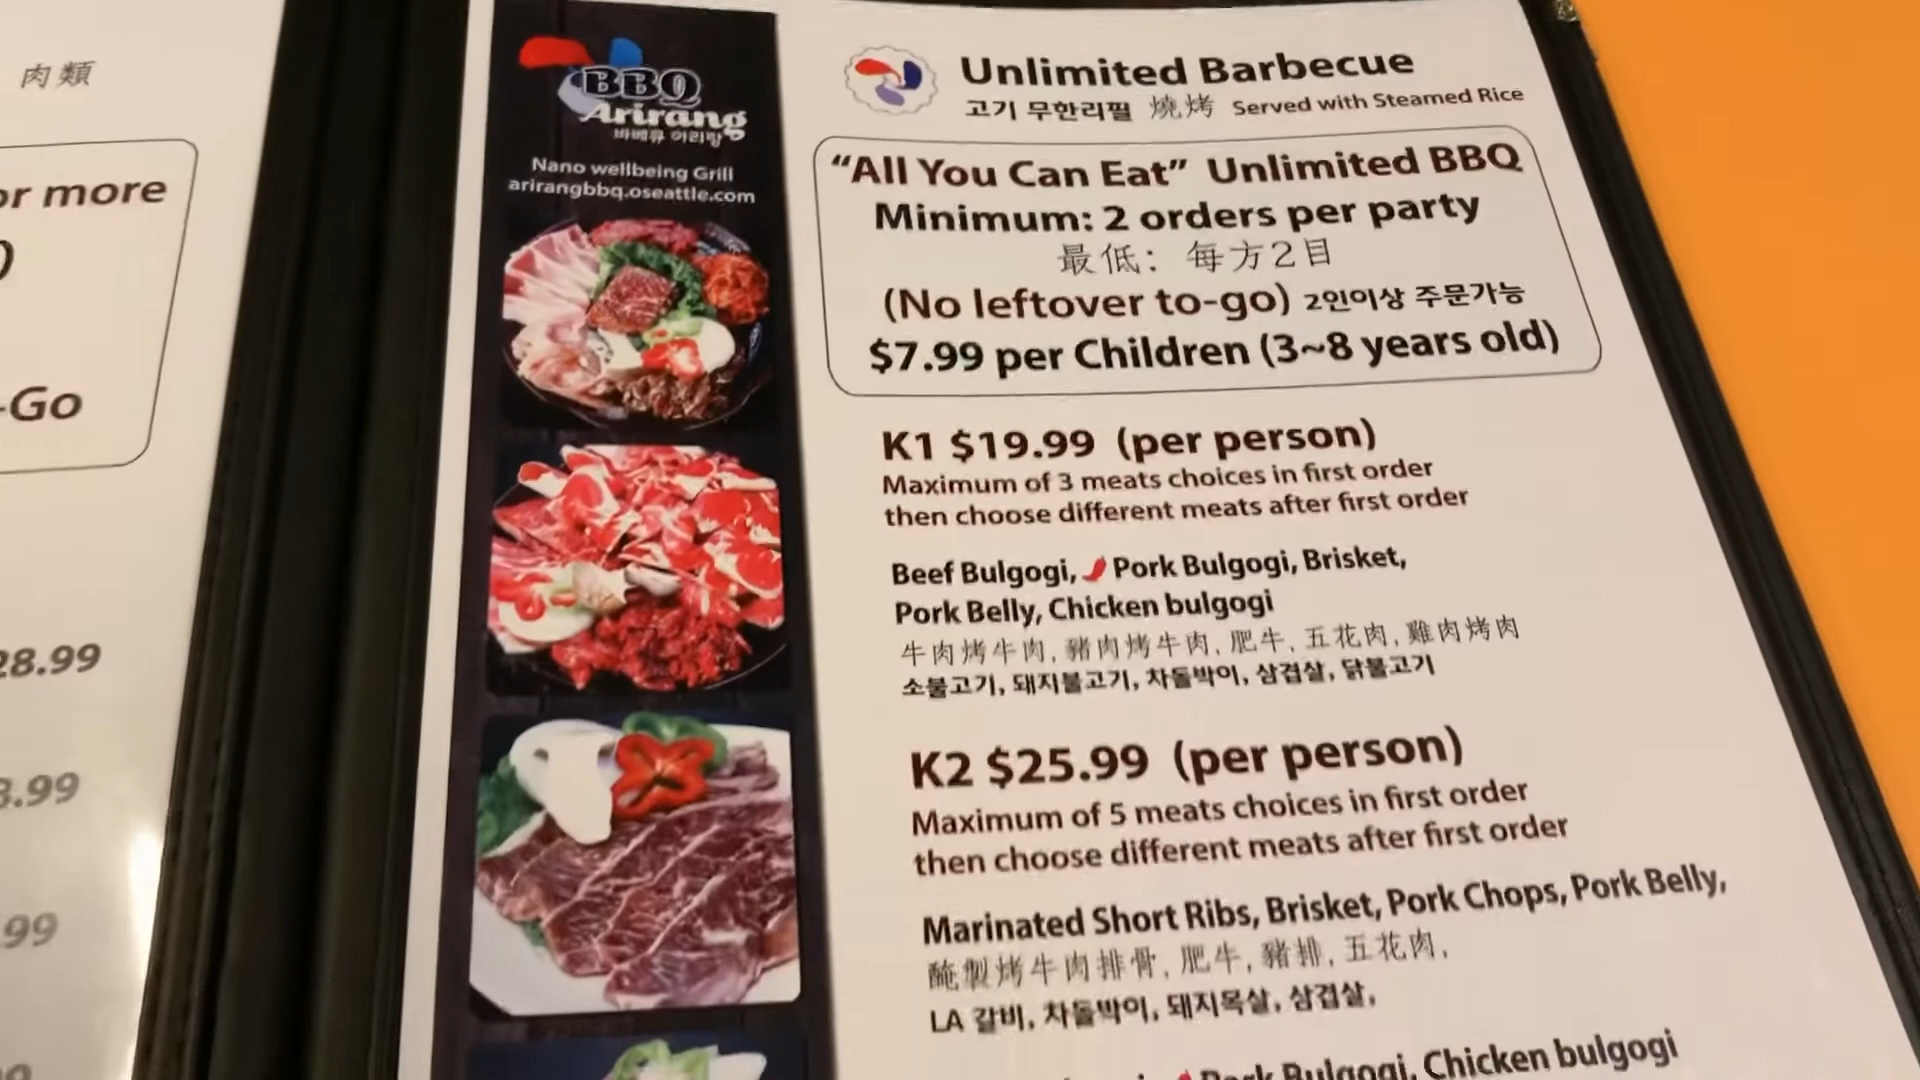 肉類
or more
-Go
28.99
.99
.99
BBQ
Arirang
바베큐 아리랑
Nano wellbeing Grill
arirangbbq.oseattle.com
Unlimited Barbecue
고기 무한리필 燒烤 Served with Steamed Rice
“All You Can Eat” Unlimited BBQ
Minimum: 2 orders per party
最低: 每方2目
(No leftover to-go) 2인이상 주문가능
$7.99 per Children (3~8 years old)
K1 $19.99 (per person)
Maximum of 3 meats choices in first order
then choose different meats after first order
Beef Bulgogi, Pork Bulgogi, Brisket,
Pork Belly, Chicken bulgogi
牛肉烤牛肉, 豬肉烤牛肉, 肥牛, 五花肉, 雞肉烤肉
소불고기, 돼지불고기, 차돌박이, 삼겹살, 닭불고기
K2 $25.99 (per person)
Maximum of 5 meats choices in first order
then choose different meats after first order
Marinated Short Ribs, Brisket, Pork Chops, Pork Belly,
醃製烤牛肉排骨, 肥牛, 豬排, 五花肉,
LA 갈비, 차돌박이, 돼지목살, 삼겹살,
Pork Bulgogi, Chicken bulgogi